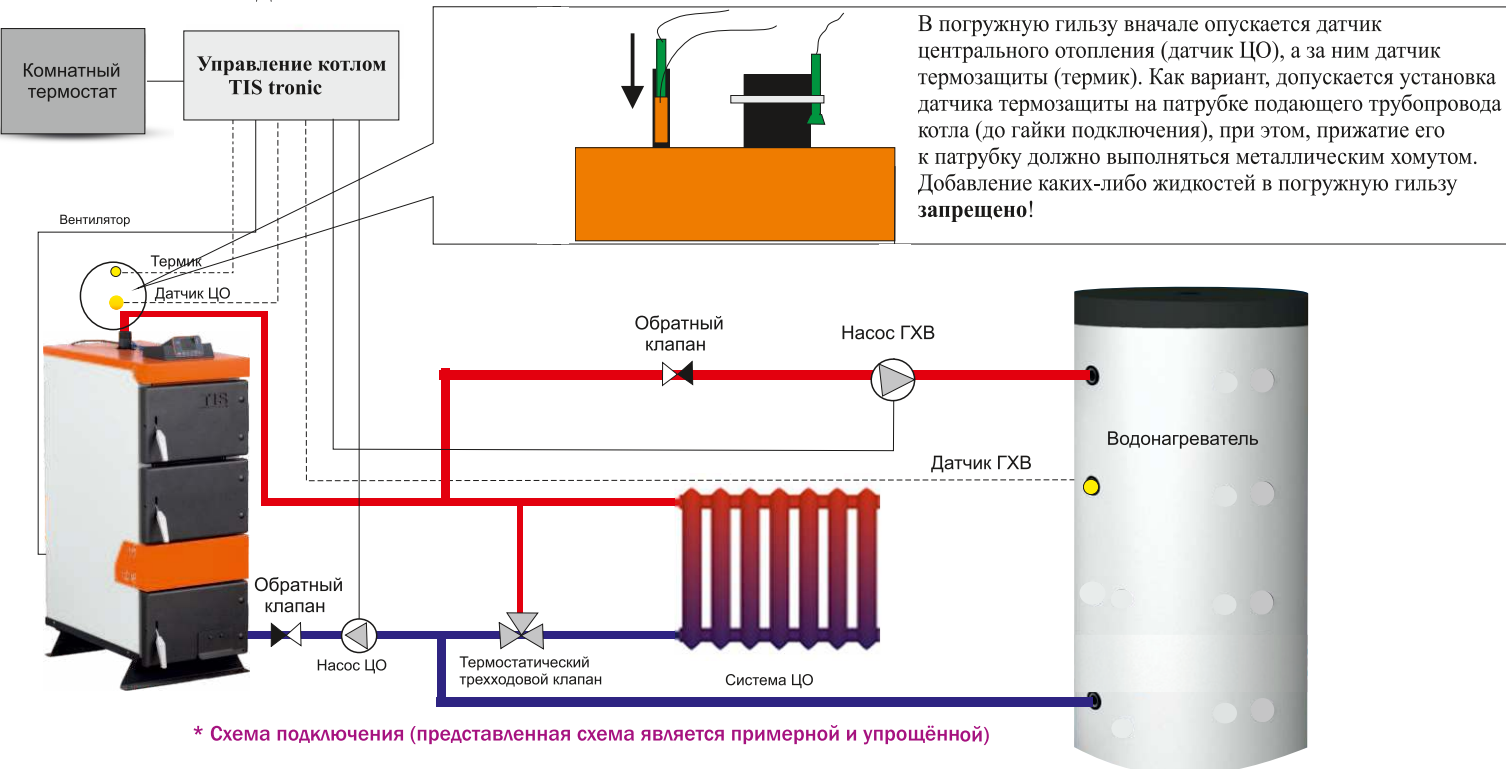 Комнатный
термостат
Управление котлом
TIS tronic
В погружную гильзу вначале опускается датчик
центрального отопления (датчик ЦО), а за ним датчик
термозащиты (термик). Как вариант, допускается установка
датчика термозащиты на патрубке подающего трубопровода
котла (до гайки подключения), при этом, прижатие его
к патрубку должно выполняться металлическим хомутом.
Добавление каких-либо жидкостей в погружную гильзу
запрещено!
Вентилятор
Термик
Датчик ЦО
TIS
Обратный
клапан
Насос ГХВ
Водонагреватель
Датчик ГХВ
Обратный
клапан
Насос ЦО
Термостатический
трехходовой клапан
Система ЦО
* Схема подключения (представленная схема является примерной и упрощённой)